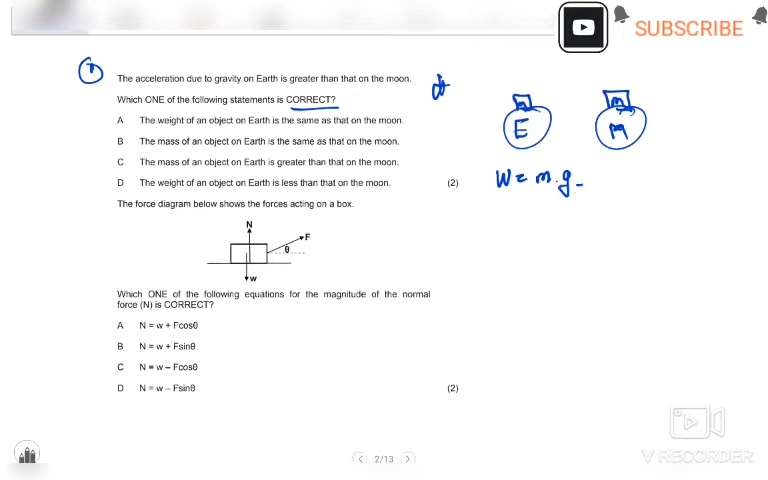 SUBSCRIBE
The acceleration due to gravity on Earth is greater than that on the moon.
Which ONE of the following statements is CORRECT?
A The weight of an object on Earth is the same as that on the moon.
B The mass of an object on Earth is the same as that on the moon.
C The mass of an object on Earth is greater than that on the moon.
D The weight of an object on Earth is less than that on the moon. (2)
m m
E M
W = m.g
The force diagram below shows the forces acting on a box.
N
F
θ
w
Which ONE of the following equations for the magnitude of the normal
force (N) is CORRECT?
A N = w + Fcosθ
B N = w + Fsinθ
C N = w – Fcosθ
D N = w – Fsinθ (2)
2/13
V RECORDER